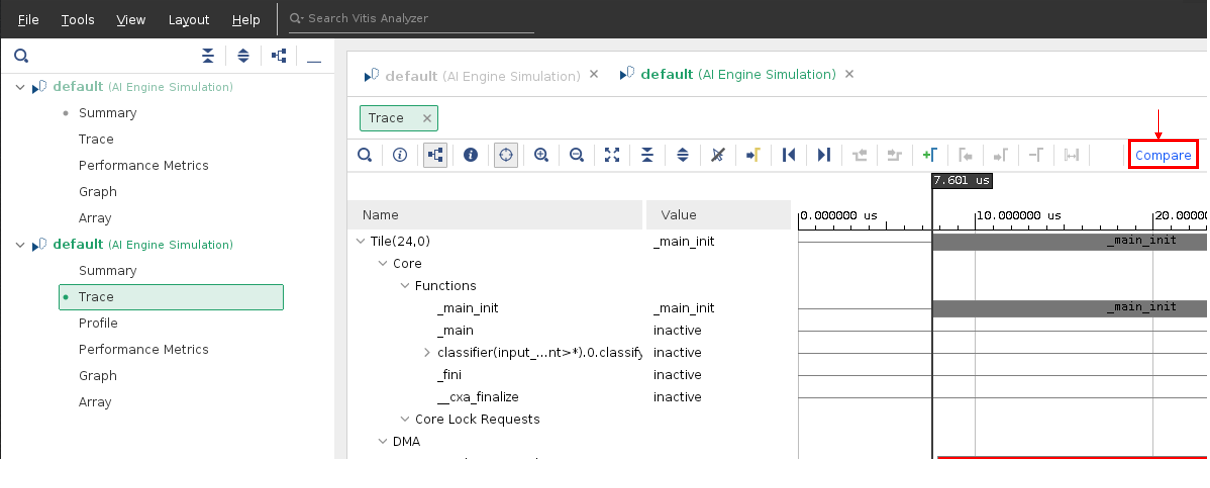 File Tools View Layout Help Search Vitis Analyzer
default (AI Engine Simulation)
Summary
Trace
Performance Metrics
Graph
Array
default (AI Engine Simulation)
Summary
Trace
Profile
Performance Metrics
Graph
Array
default (AI Engine Simulation) × default (AI Engine Simulation) ×
Trace ×
Compare
7.601 us
Name Value 0.000000 us 10.000000 us 20.00000
Tile(24,0) _main_init _main_init
Core
Functions
_main_init _main_init _main_init
_main inactive
classifier(input_...nt>*).0.classify inactive
_fini inactive
__cxa_finalize inactive
Core Lock Requests
DMA